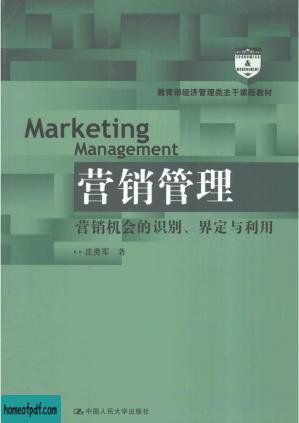 教育部经济管理类主干课程教材
Marketing
Management
营销管理
营销机会的识别、界定与利用
庄贵军 著
homeofpdf.com
中国人民大学出版社